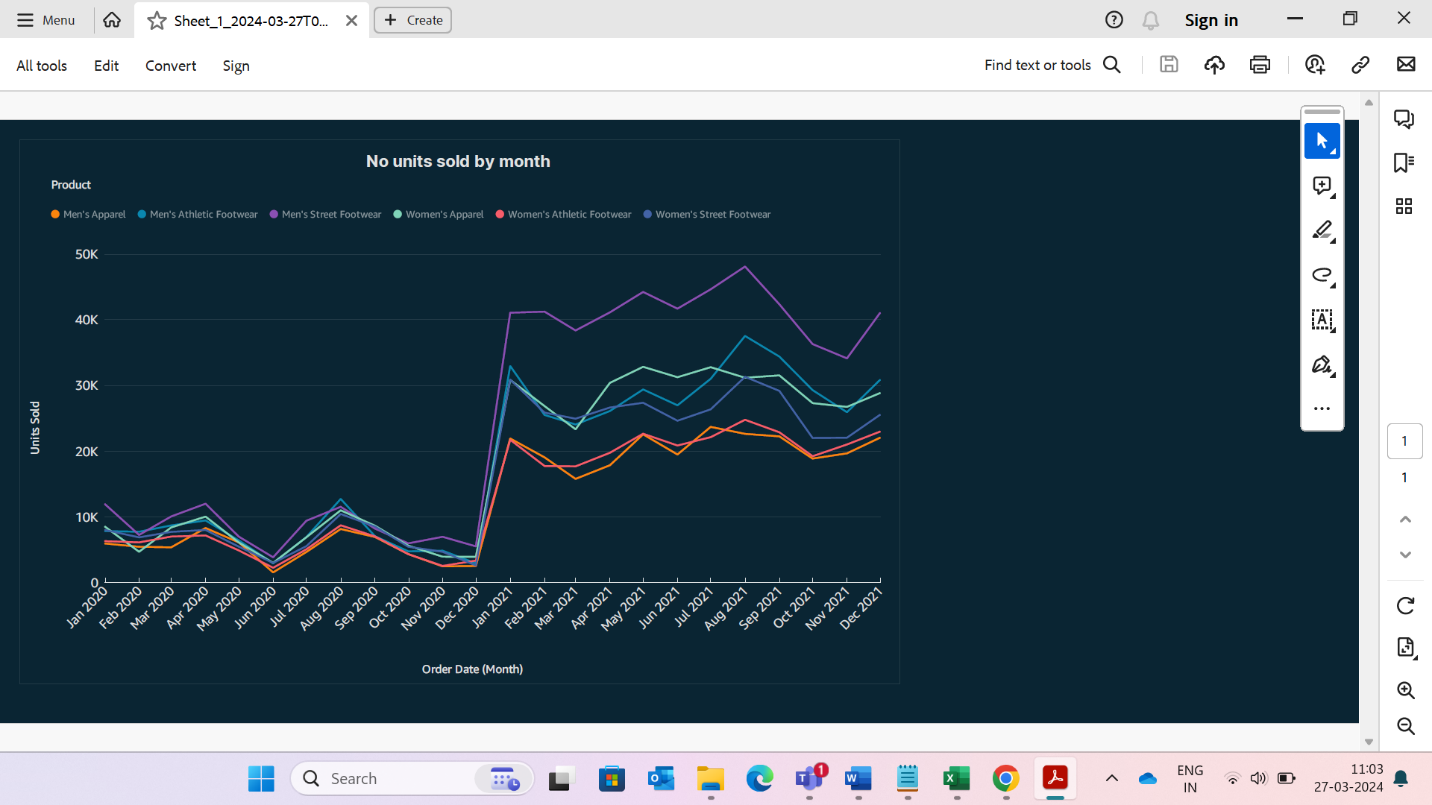 Menu
Sheet_1_2024-03-27T0...
Create
Sign in
All tools Edit Convert Sign
Find text or tools
No units sold by month
Product
Men's Apparel Men's Athletic Footwear Men's Street Footwear Women's Apparel Women's Athletic Footwear Women's Street Footwear
50K
40K
30K
20K
10K
0
Units Sold
Jan 2020 Feb 2020 Mar 2020 Apr 2020 May 2020 Jun 2020 Jul 2020 Aug 2020 Sep 2020 Oct 2020 Nov 2020 Dec 2020 Jan 2021 Feb 2021 Mar 2021 Apr 2021 May 2021 Jun 2021 Jul 2021 Aug 2021 Sep 2021 Oct 2021 Nov 2021 Dec 2021
Order Date (Month)
1
1
Search
1
ENG
IN
11:03
27-03-2024